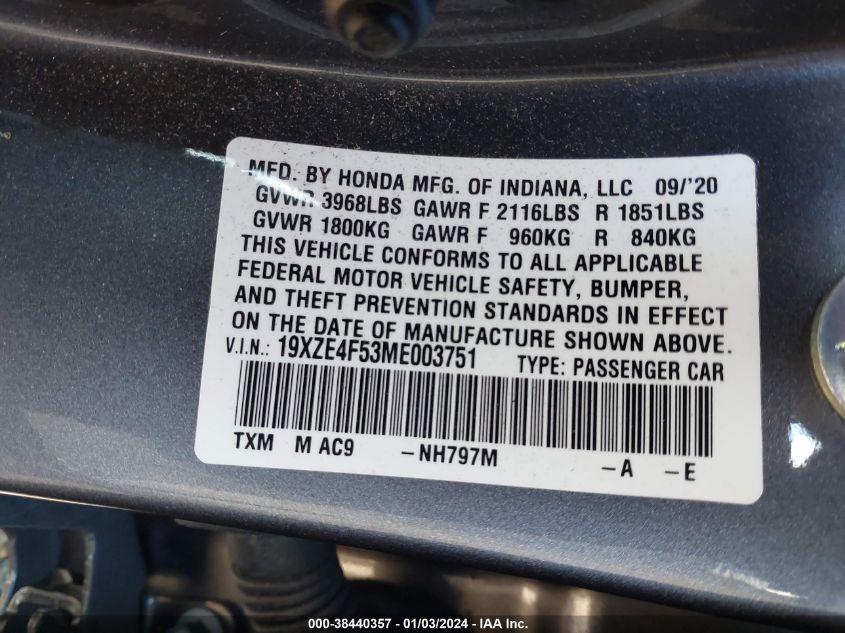 MFD. BY HONDA MFG. OF INDIANA, LLC 09/'20
GVWR 3968LBS GAWR F 2116LBS R 1851LBS
GVWR 1800KG GAWR F 960KG R 840KG
THIS VEHICLE CONFORMS TO ALL APPLICABLE
FEDERAL MOTOR VEHICLE SAFETY, BUMPER,
AND THEFT PREVENTION STANDARDS IN EFFECT
ON THE DATE OF MANUFACTURE SHOWN ABOVE.
V.I.N.: 19XZE4F53ME003751 TYPE: PASSENGER CAR
TXM M AC9 -NH797M -A -E
000-38440357 - 01/03/2024 - IAA Inc.